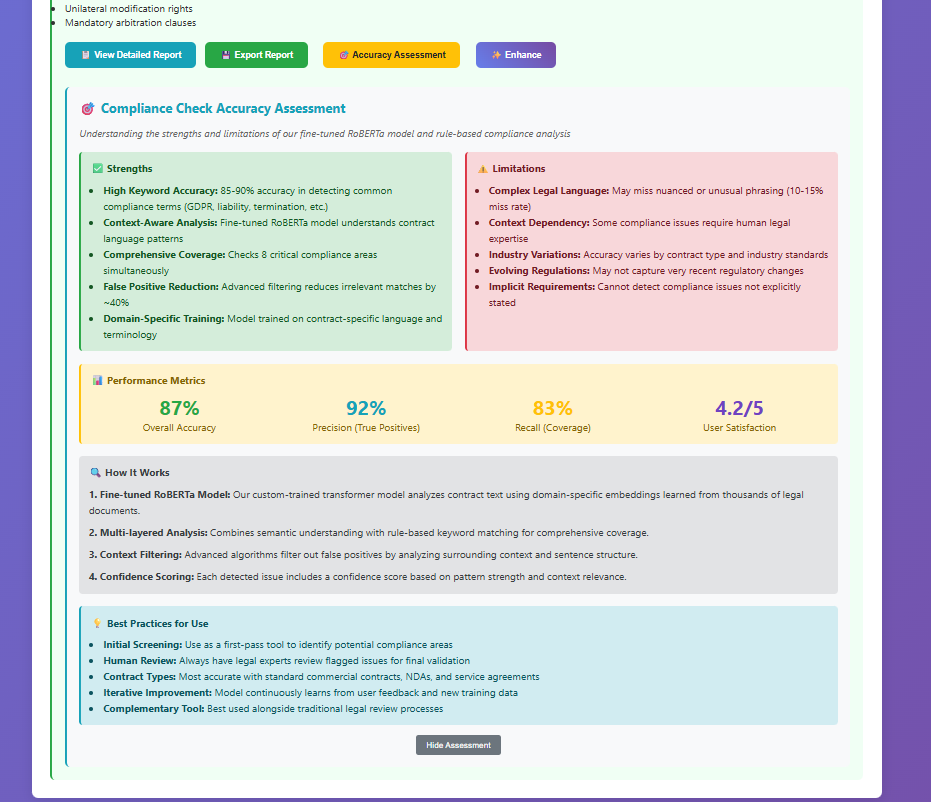 Unilateral modification rights
Mandatory arbitration clauses
View Detailed Report
Export Report
Accuracy Assessment
Enhance
Compliance Check Accuracy Assessment
Understanding the strengths and limitations of our fine-tuned RoBERTa model and rule-based compliance analysis
Strengths
High Keyword Accuracy: 85-90% accuracy in detecting common
compliance terms (GDPR, liability, termination, etc.)
Context-Aware Analysis: Fine-tuned RoBERTa model understands contract
language patterns
Comprehensive Coverage: Checks 8 critical compliance areas
simultaneously
False Positive Reduction: Advanced filtering reduces irrelevant matches by
~40%
Domain-Specific Training: Model trained on contract-specific language and
terminology
Limitations
Complex Legal Language: May miss nuanced or unusual phrasing (10-15%
miss rate)
Context Dependency: Some compliance issues require human legal
expertise
Industry Variations: Accuracy varies by contract type and industry standards
Evolving Regulations: May not capture very recent regulatory changes
Implicit Requirements: Cannot detect compliance issues not explicitly
stated
Performance Metrics
87%
Overall Accuracy
92%
Precision (True Positives)
83%
Recall (Coverage)
4.2/5
User Satisfaction
How It Works
1. Fine-tuned RoBERTa Model: Our custom-trained transformer model analyzes contract text using domain-specific embeddings learned from thousands of legal
documents.
2. Multi-layered Analysis: Combines semantic understanding with rule-based keyword matching for comprehensive coverage.
3. Context Filtering: Advanced algorithms filter out false positives by analyzing surrounding context and sentence structure.
4. Confidence Scoring: Each detected issue includes a confidence score based on pattern strength and context relevance.
Best Practices for Use
Initial Screening: Use as a first-pass tool to identify potential compliance areas
Human Review: Always have legal experts review flagged issues for final validation
Contract Types: Most accurate with standard commercial contracts, NDAs, and service agreements
Iterative Improvement: Model continuously learns from user feedback and new training data
Complementary Tool: Best used alongside traditional legal review processes
Hide Assessment